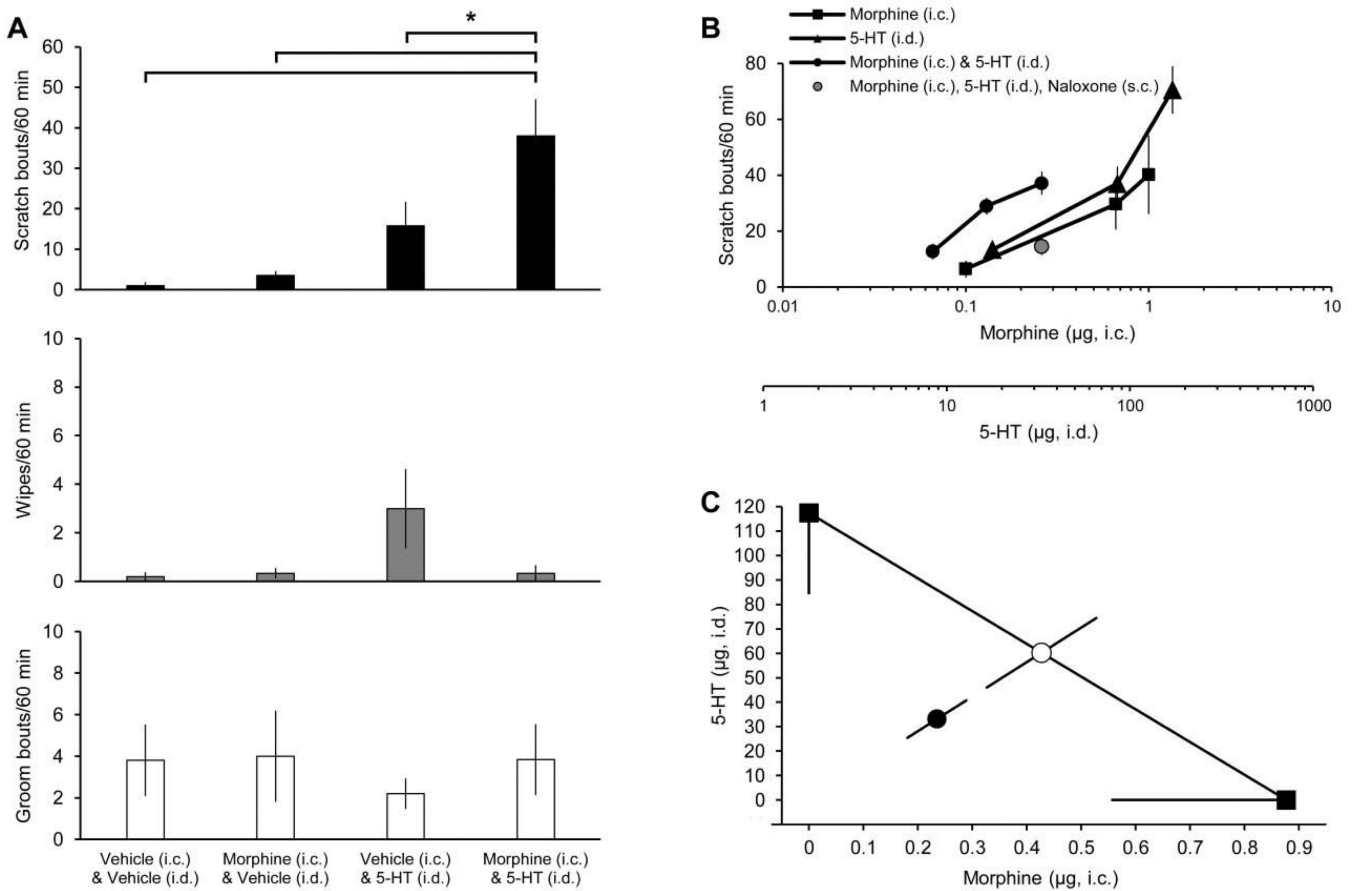 A
*
Scratch bouts/60 min
60
50
40
30
20
10
0
Wipes/60 min
10
8
6
4
2
0
Groom bouts/60 min
10
8
6
4
2
0
Vehicle (i.c.)
& Vehicle (i.d.)
Morphine (i.c.)
& Vehicle (i.d.)
Vehicle (i.c.)
& 5-HT (i.d.)
Morphine (i.c.)
& 5-HT (i.d.)
B
Morphine (i.c.)
5-HT (i.d.)
Morphine (i.c.) & 5-HT (i.d.)
Morphine (i.c.), 5-HT (i.d.), Naloxone (s.c.)
Scratch bouts/60 min
80
60
40
20
0
0.01 0.1 1 10
Morphine (µg, i.c.)
1 10 100 1000
5-HT (µg, i.d.)
C
5-HT (µg, i.d.)
120
110
100
90
80
70
60
50
40
30
20
10
0
0 0.1 0.2 0.3 0.4 0.5 0.6 0.7 0.8 0.9
Morphine (µg, i.c.)